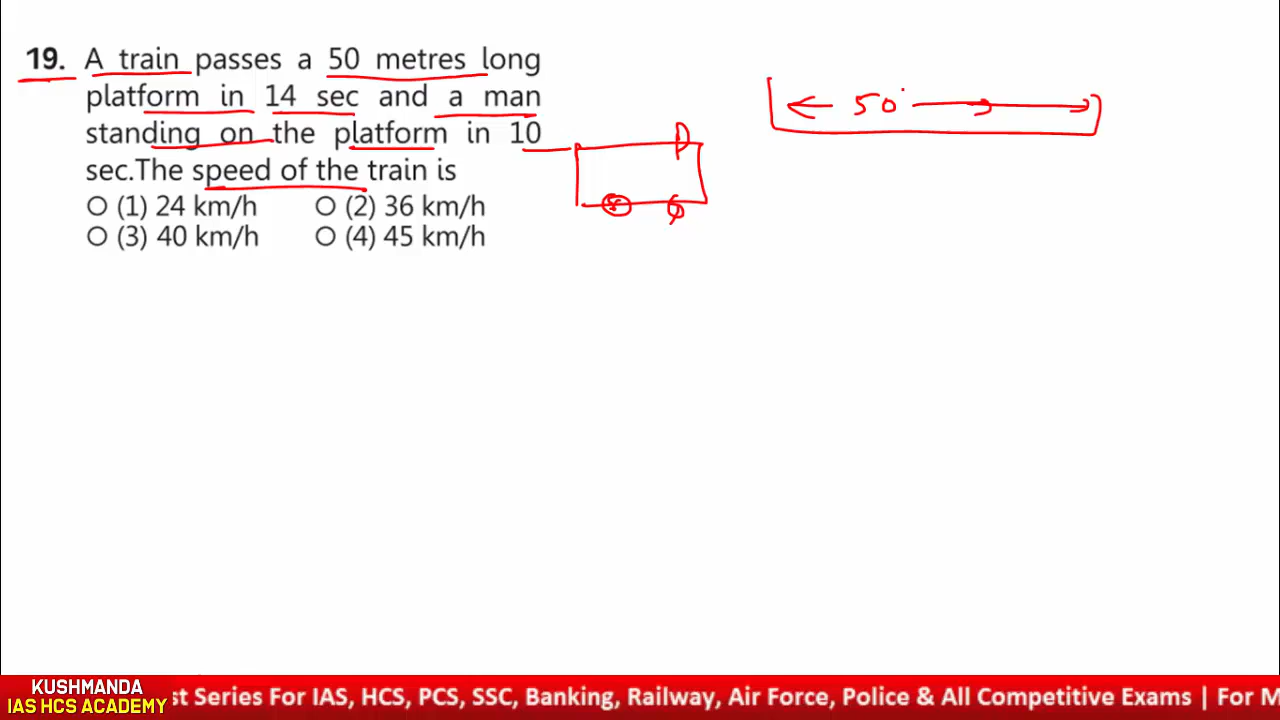 19. A train passes a 50 metres long
platform in 14 sec and a man
standing on the platform in 10
sec.The speed of the train is
(1) 24 km/h (2) 36 km/h
(3) 40 km/h (4) 45 km/h
50
KUSHMANDA
IAS HCS ACADEMY
st Series For IAS, HCS, PCS, SSC, Banking, Railway, Air Force, Police & All Competitive Exams | For M